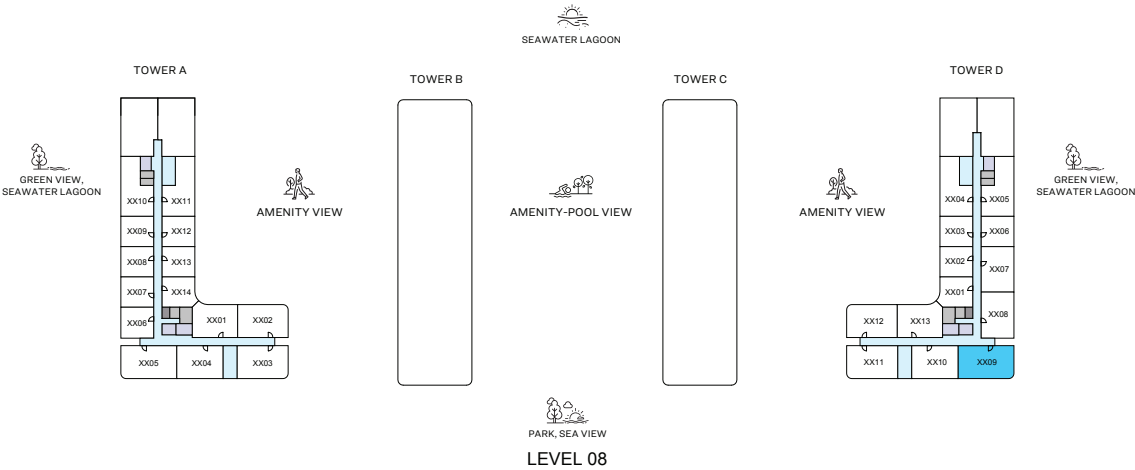 SEAWATER LAGOON
TOWER A
TOWER B
TOWER C
TOWER D
GREEN VIEW,
SEAWATER LAGOON
AMENITY VIEW
AMENITY-POOL VIEW
AMENITY VIEW
GREEN VIEW,
SEAWATER LAGOON
XX10 XX11
XX09 XX12
XX08 XX13
XX07 XX14
XX06 XX01 XX02
XX05 XX04 XX03
XX04 XX05
XX03 XX06
XX02 XX07
XX01
XX12 XX13 XX08
XX11 XX10 XX09
PARK, SEA VIEW
LEVEL 08